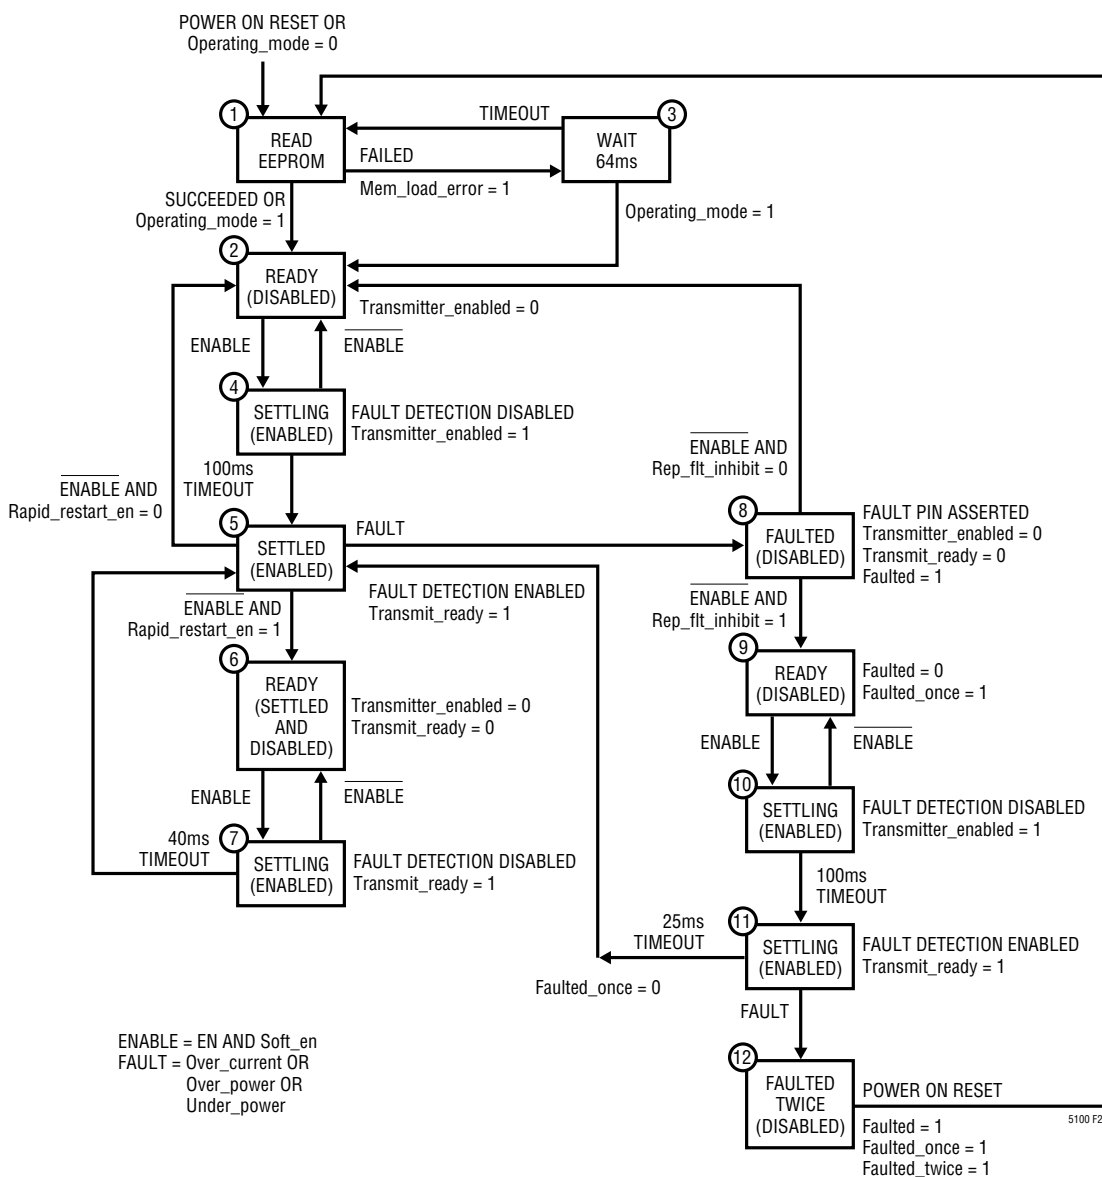 POWER ON RESET OR
Operating_mode = 0
1
READ
EEPROM
TIMEOUT
3
WAIT
64ms
FAILED
Mem_load_error = 1
SUCCEEDED OR
Operating_mode = 1
Operating_mode = 1
2
READY
(DISABLED)
Transmitter_enabled = 0
ENABLE
ENABLE
4
SETTLING
(ENABLED)
FAULT DETECTION DISABLED
Transmitter_enabled = 1
ENABLE AND
Rapid_restart_en = 0
100ms
TIMEOUT
ENABLE AND
Rep_flt_inhibit = 0
5
SETTLED
(ENABLED)
FAULT
8
FAULTED
(DISABLED)
FAULT PIN ASSERTED
Transmitter_enabled = 0
Transmit_ready = 0
Faulted = 1
FAULT DETECTION ENABLED
Transmit_ready = 1
ENABLE AND
Rapid_restart_en = 1
ENABLE AND
Rep_flt_inhibit = 1
6
READY
(SETTLED
AND
DISABLED)
Transmitter_enabled = 0
Transmit_ready = 0
9
READY
(DISABLED)
Faulted = 0
Faulted_once = 1
ENABLE
ENABLE
ENABLE
ENABLE
40ms
TIMEOUT
7
SETTLING
(ENABLED)
FAULT DETECTION DISABLED
Transmit_ready = 1
10
SETTLING
(ENABLED)
FAULT DETECTION DISABLED
Transmitter_enabled = 1
100ms
TIMEOUT
25ms
TIMEOUT
11
SETTLING
(ENABLED)
FAULT DETECTION ENABLED
Transmit_ready = 1
Faulted_once = 0
FAULT
ENABLE = EN AND Soft_en
FAULT = Over_current OR
Over_power OR
Under_power
12
FAULTED
TWICE
(DISABLED)
POWER ON RESET
Faulted = 1
Faulted_once = 1
Faulted_twice = 1
5100 F2